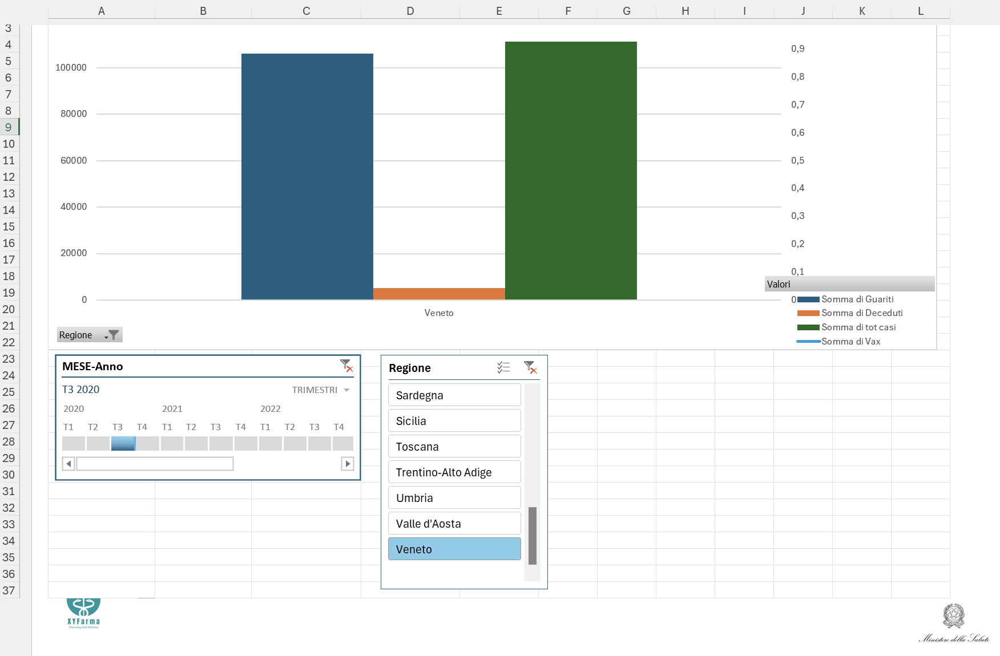 A B C D E F G H I J K L
3
4
5
6
7
8
9
10
11
12
13
14
15
16
17
18
19
20
21
22
23
24
25
26
27
28
29
30
31
32
33
34
35
36
37
100000
80000
60000
40000
20000
0
0,9
0,8
0,7
0,6
0,5
0,4
0,3
0,2
0,1
0
Veneto
Valori
Somma di Guariti
Somma di Deceduti
Somma di tot casi
Somma di Vax
Regione
MESE-Anno
T3 2020 TRIMESTRI
2020 2021 2022
T1 T2 T3 T4 T1 T2 T3 T4 T1 T2 T3 T4
Regione
Sardegna
Sicilia
Toscana
Trentino-Alto Adige
Umbria
Valle d'Aosta
Veneto
XYFarma
Pharmacy And Wellness
Ministero della Salute